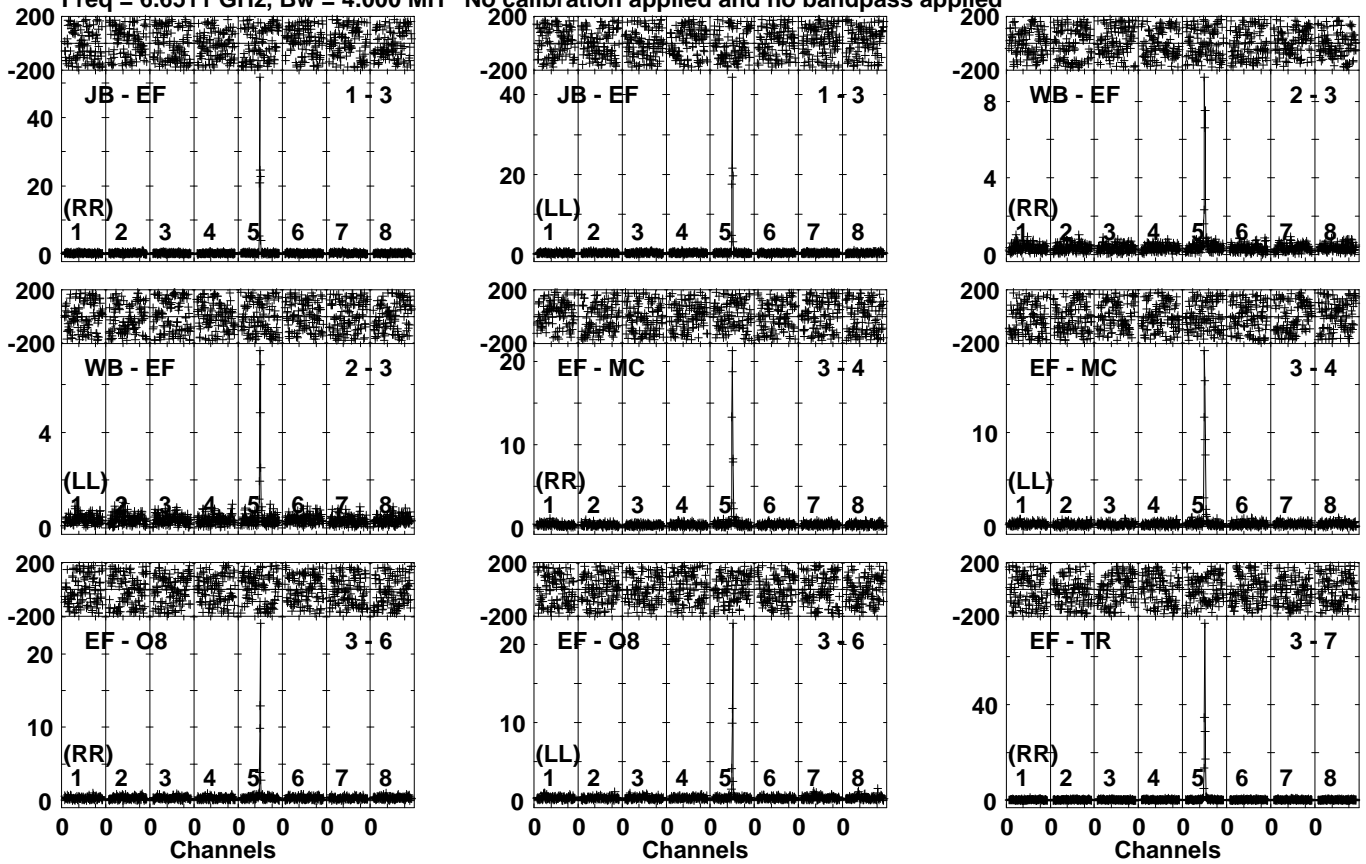 Freq = 6.6511 GHz, Bw = 4.000 MH No calibration applied and no bandpass applied
200
-200
JB - EF 1 - 3
40
20
(RR)
1 2 3 4 5 6 7 8
0
200
-200
JB - EF 1 - 3
40
20
(LL)
1 2 3 4 5 6 7 8
0
200
-200
WB - EF 2 - 3
8
4
(RR)
1 2 3 4 5 6 7 8
0
200
-200
WB - EF 2 - 3
4
(LL)
1 2 3 4 5 6 7 8
0
200
-200
EF - MC 3 - 4
20
10
(RR)
1 2 3 4 5 6 7 8
0
200
-200
EF - MC 3 - 4
10
(LL)
1 2 3 4 5 6 7 8
0
200
-200
EF - O8 3 - 6
20
10
(RR)
1 2 3 4 5 6 7 8
0
0 0 0 0 0 0 0 0
Channels
200
-200
EF - O8 3 - 6
20
10
(LL)
1 2 3 4 5 6 7 8
0
0 0 0 0 0 0 0 0
Channels
200
-200
EF - TR 3 - 7
40
(RR)
1 2 3 4 5 6 7 8
0
0 0 0 0 0 0 0 0
Channels